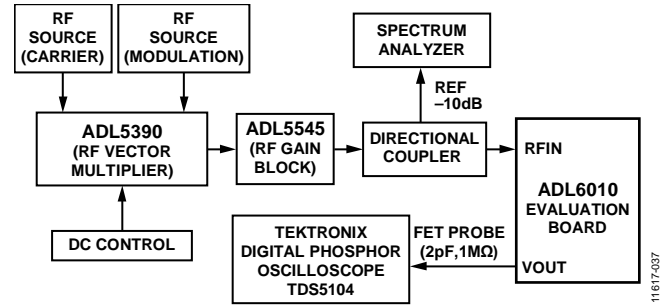 RF
SOURCE
(CARRIER)
RF
SOURCE
(MODULATION)
SPECTRUM
ANALYZER
REF
–10dB
ADL5390
(RF VECTOR
MULTIPLIER)
ADL5545
(RF GAIN
BLOCK)
DIRECTIONAL
COUPLER
RFIN
ADL6010
EVALUATION
BOARD
VOUT
DC CONTROL
TEKTRONIX
DIGITAL PHOSPHOR
OSCILLOSCOPE
TDS5104
FET PROBE
(2pF,1MΩ)
11617-037